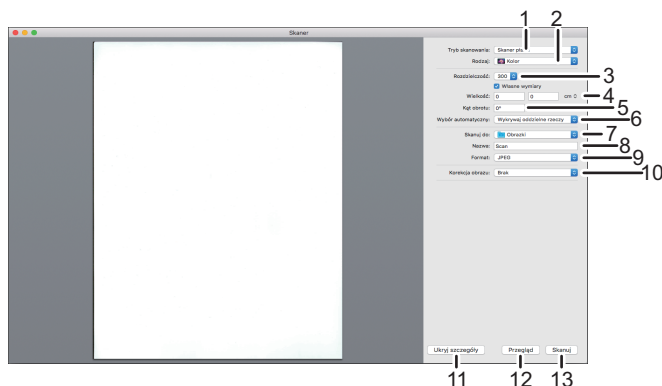 1 2
Skaner
Tryb skanowania: Skaner
Rodzaj: Kolor
Rozdzielczość: 300 3
Własne wymiary
Wielkość: 0 0 cm 4
Kąt obrotu: 0° 5
Wybór automatyczny: Wykrywaj oddzielne rzeczy 6
Skanuj do: Obrazki 7
Nazwa: Scan 8
Format: JPEG 9
Korekcja obrazu: Brak 10
Ukryj szczegóły Przegląd Skanuj
11 12 13